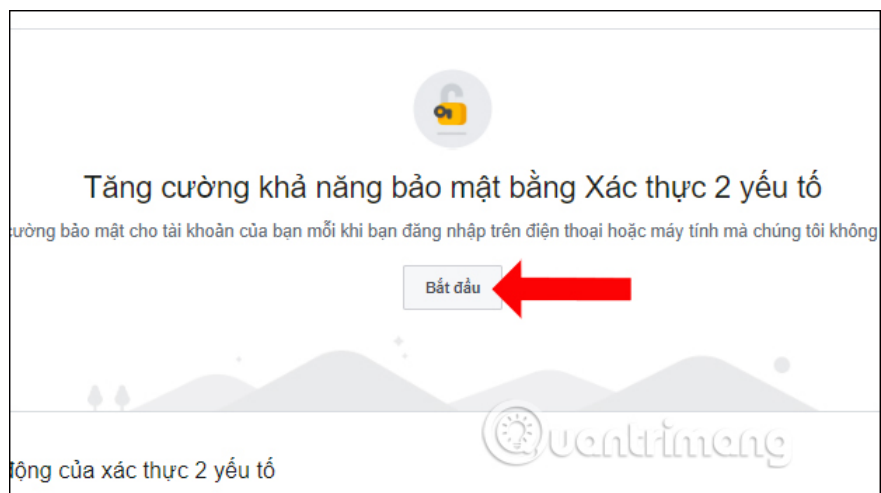 Tăng cường khả năng bảo mật bằng Xác thực 2 yếu tố
cường bảo mật cho tài khoản của bạn mỗi khi bạn đăng nhập trên điện thoại hoặc máy tính mà chúng tôi không
Bắt đầu
Quantrimang
động của xác thực 2 yếu tố